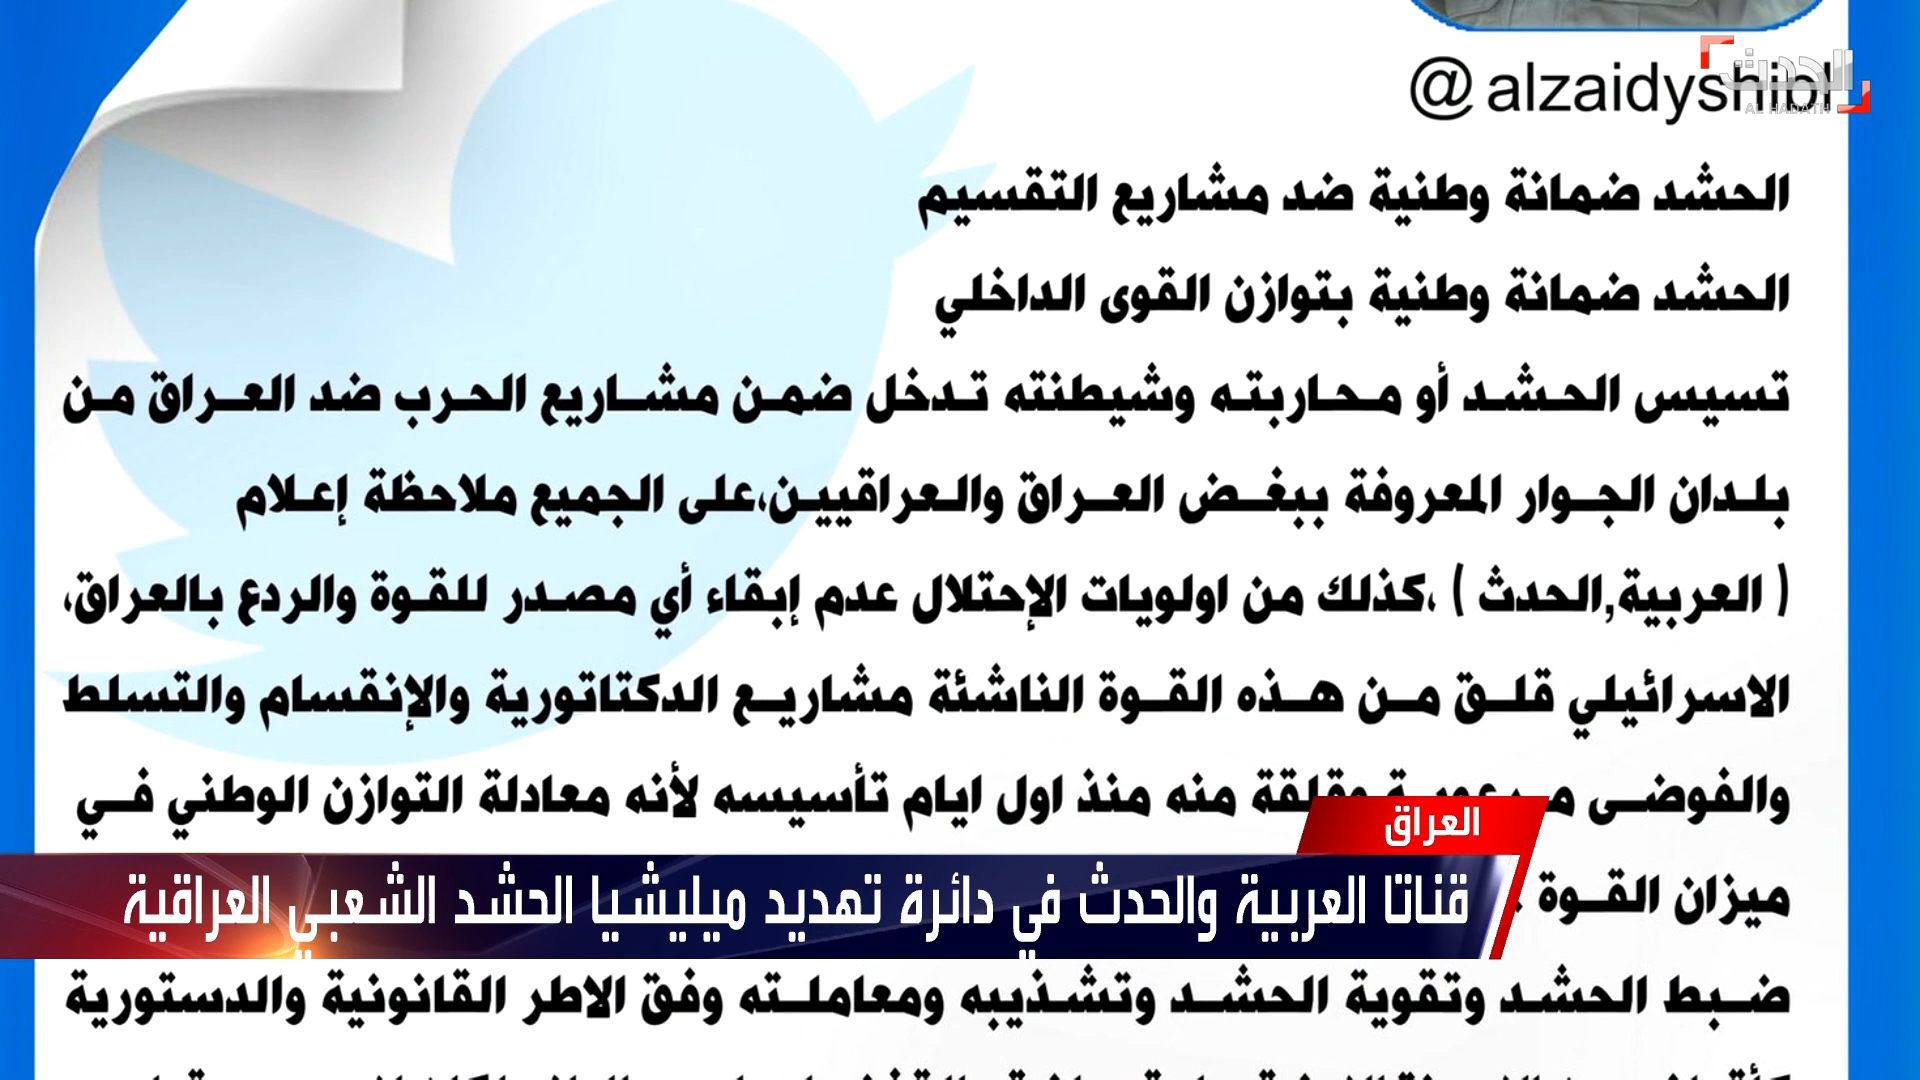 @alzaidyshibl
الحدث
AL HADATH
الحشد ضمانة وطنية ضد مشاريع التقسيم
الحشد ضمانة وطنية بتوازن القوى الداخلي
تسيس الحشد أو محاربته وشيطنته تدخل ضمن مشاريع الحرب ضد العراق من
بلدان الجوار المعروفة ببغض العراق والعراقيين،على الجميع ملاحظة إعلام
( العربية,الحدث ) ،كذلك من اولويات الإحتلال عدم إبقاء أي مصدر للقوة والردع بالعراق،
الاسرائيلي قلق من هذه القوة الناشئة مشاريع الدكتاتورية والإنقسام والتسلط
والفوضى وقلقة منه منذ اول ايام تأسيسه لأنه معادلة التوازن الوطني في
العراق
ميزان القوة
قناتا العربية والحدث في دائرة تهديد ميليشيا الحشد الشعبي العراقية
ضبط الحشد وتقوية الحشد وتشذيبه ومعاملته وفق الاطر القانونية والدستورية